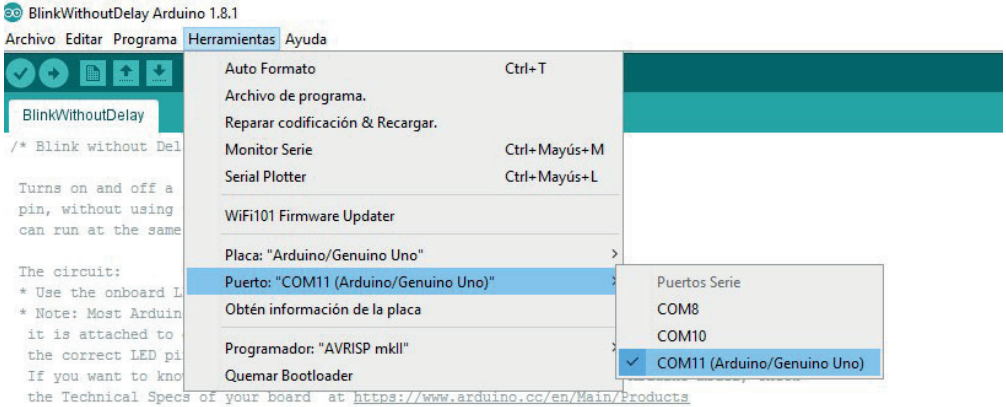 BlinkWithoutDelay Arduino 1.8.1
Archivo Editar Programa Herramientas Ayuda
BlinkWithoutDelay
/* Blink without Del
Turns on and off a
pin, without using
can run at the same
The circuit:
* Use the onboard L
* Note: Most Arduin
it is attached to
the correct LED pi
If you want to kno
the Technical Specs of your board at https://www.arduino.cc/en/Main/Products
Auto Formato Ctrl+T
Archivo de programa.
Reparar codificación & Recargar.
Monitor Serie Ctrl+Mayús+M
Serial Plotter Ctrl+Mayús+L
WiFi101 Firmware Updater
Placa: "Arduino/Genuino Uno"
Puerto: "COM11 (Arduino/Genuino Uno)"
Obtén información de la placa
Programador: "AVRISP mkII"
Quemar Bootloader
Puertos Serie
COM8
COM10
COM11 (Arduino/Genuino Uno)